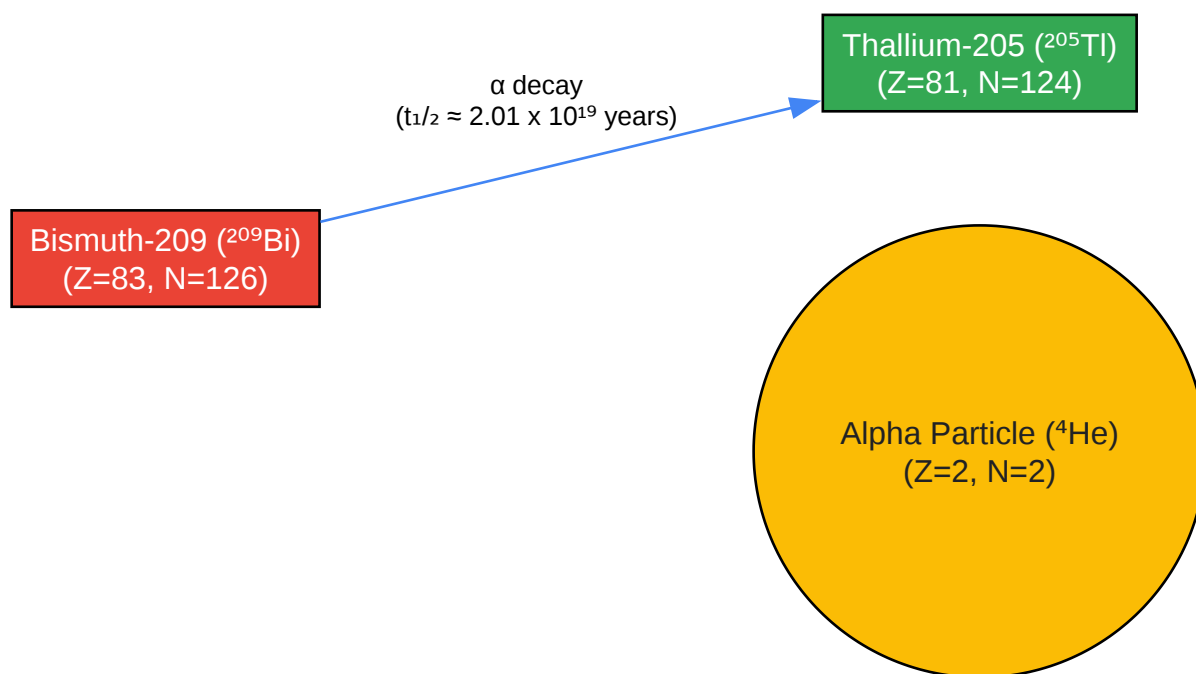 Thallium-205 (²⁰⁵Tl)
(Z=81, N=124)
α decay
(t₁/₂ ≈ 2.01 x 10¹⁹ years)
Bismuth-209 (²⁰⁹Bi)
(Z=83, N=126)
Alpha Particle (⁴He)
(Z=2, N=2)